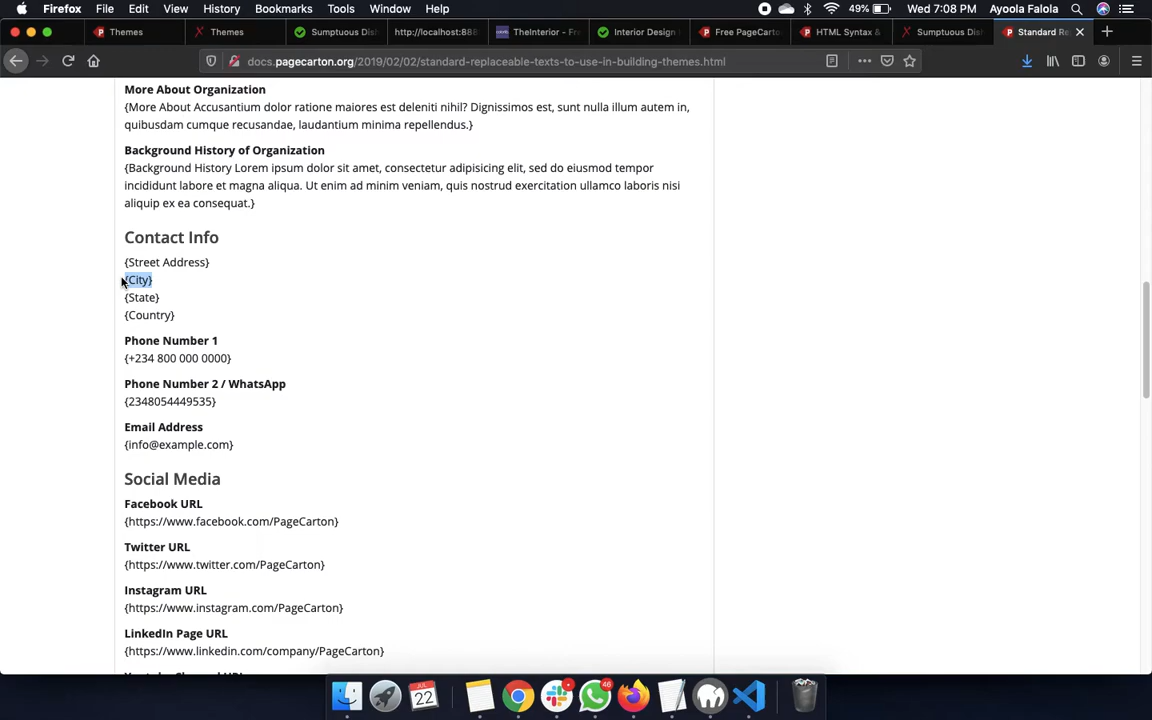 Firefox File Edit View History Bookmarks Tools Window Help 49% Wed 7:08 PM Ayoola Falola
Themes Themes Sumptuous Dis http://localhost:888 TheInterior - Fre Interior Design Free PageCarto HTML Syntax & Sumptuous Dis Standard Re
docs.pagecarton.org/2019/02/02/standard-replaceable-texts-to-use-in-building-themes.html
More About Organization
{More About Accusantium dolor ratione maiores est deleniti nihil? Dignissimos est, sunt nulla illum autem in,
quibusdam cumque recusandae, laudantium minima repellendus.}
Background History of Organization
{Background History Lorem ipsum dolor sit amet, consectetur adipisicing elit, sed do eiusmod tempor
incididunt labore et magna aliqua. Ut enim ad minim veniam, quis nostrud exercitation ullamco laboris nisi
aliquip ex ea consequat.}
Contact Info
{Street Address}
{City}
{State}
{Country}
Phone Number 1
{+234 800 000 0000}
Phone Number 2 / WhatsApp
{2348054449535}
Email Address
{info@example.com}
Social Media
Facebook URL
{https://www.facebook.com/PageCarton}
Twitter URL
{https://www.twitter.com/PageCarton}
Instagram URL
{https://www.instagram.com/PageCarton}
LinkedIn Page URL
{https://www.linkedin.com/company/PageCarton}
JUL
22
46